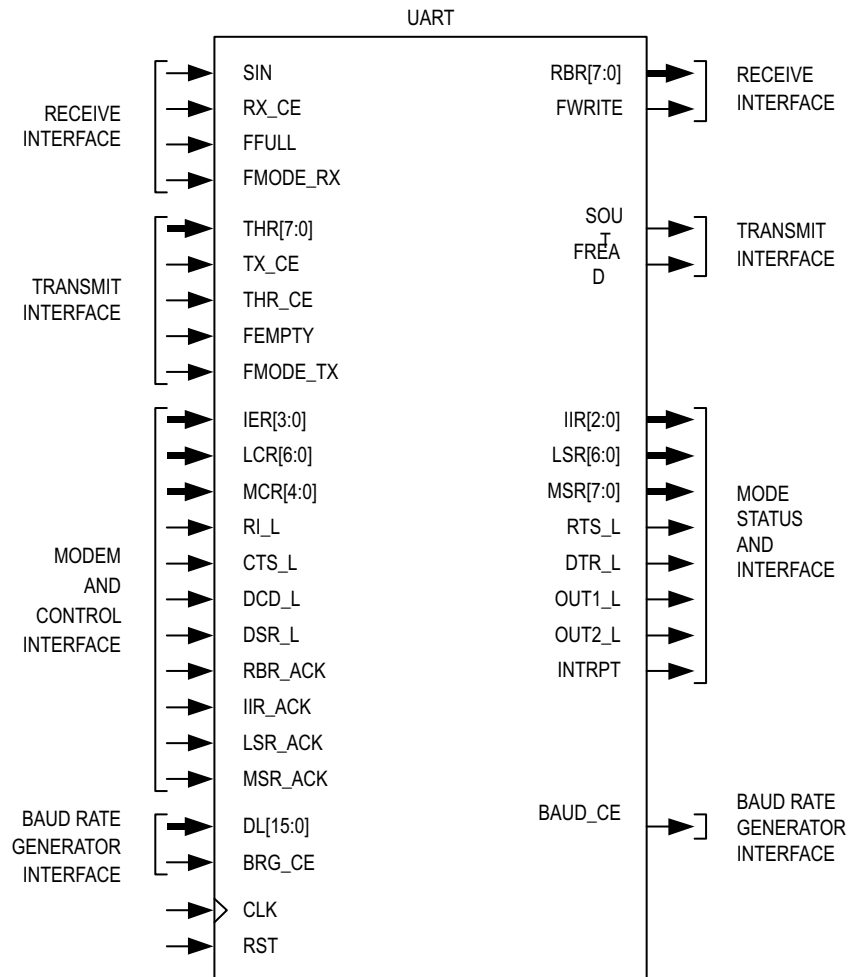 UART
RECEIVE
INTERFACE
SIN
RX_CE
FFULL
FMODE_RX
TRANSMIT
INTERFACE
THR[7:0]
TX_CE
THR_CE
FEMPTY
FMODE_TX
MODEM
AND
CONTROL
INTERFACE
IER[3:0]
LCR[6:0]
MCR[4:0]
RI_L
CTS_L
DCD_L
DSR_L
RBR_ACK
IIR_ACK
LSR_ACK
MSR_ACK
BAUD RATE
GENERATOR
INTERFACE
DL[15:0]
BRG_CE
CLK
RST
RBR[7:0]
FWRITE
RECEIVE
INTERFACE
SOU
T
FREA
D
TRANSMIT
INTERFACE
IIR[2:0]
LSR[6:0]
MSR[7:0]
RTS_L
DTR_L
OUT1_L
OUT2_L
INTRPT
MODE
STATUS
AND
INTERFACE
BAUD_CE
BAUD RATE
GENERATOR
INTERFACE